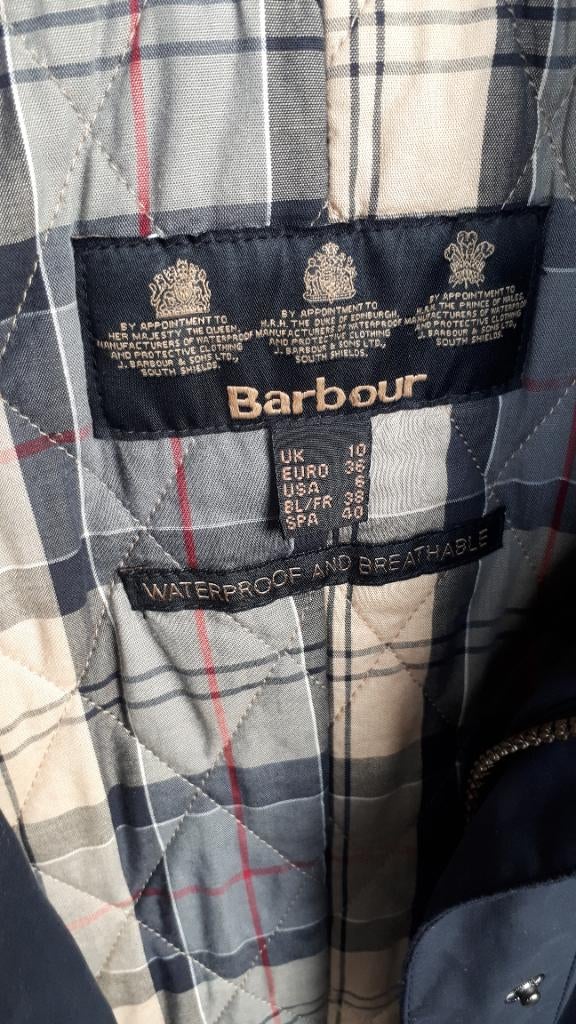 BY APPOINTMENT TO
HER MAJESTY THE QUEEN,
MANUFACTURERS OF WATERPROOF
AND PROTECTIVE CLOTHING
J. BARBOUR & SONS LTD.,
SOUTH SHIELDS.
BY APPOINTMENT TO
H.R.H. THE DUKE OF EDINBURGH,
MANUFACTURERS OF WATERPROOF
AND PROTECTIVE CLOTHING
J. BARBOUR & SONS LTD.,
SOUTH SHIELDS.
BY APPOINTMENT TO
H.R.H. THE PRINCE OF WALES,
MANUFACTURERS OF WATERPROOF
AND PROTECTIVE CLOTHING
J. BARBOUR & SONS LTD.,
SOUTH SHIELDS.
Barbour
UK 10
EURO 36
USA 6
BL/FR 38
SPA 40
WATERPROOF AND BREATHABLE